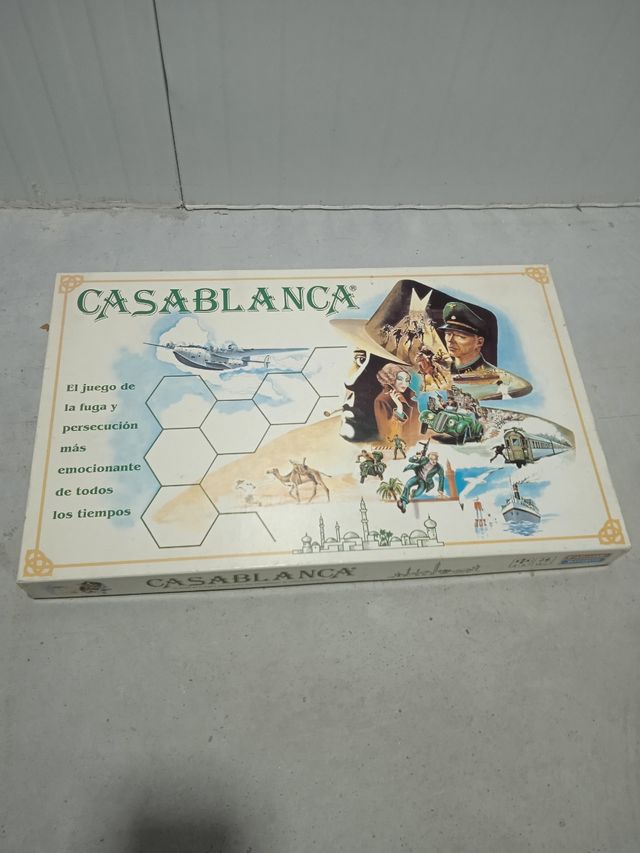 CASABLANCA®
El juego de
la fuga y
persecución
más
emocionante
de todos
los tiempos
CASABLANCA®